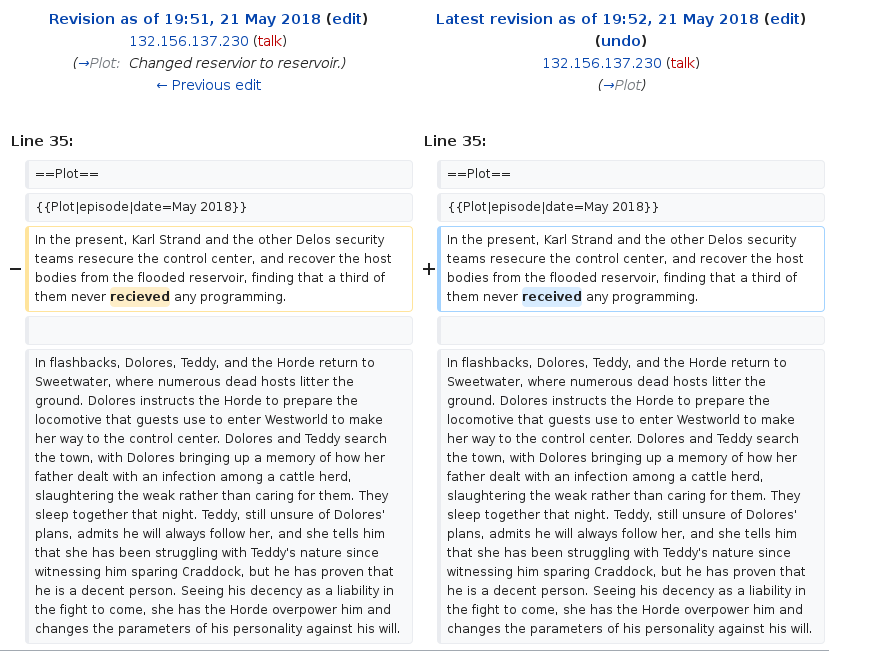 Revision as of 19:51, 21 May 2018 (edit)
132.156.137.230 (talk)
(→Plot: Changed reservior to reservoir.)
← Previous edit
Latest revision as of 19:52, 21 May 2018 (edit)
(undo)
132.156.137.230 (talk)
(→Plot)
Line 35:
Line 35:
==Plot==
==Plot==
{{Plot|episode|date=May 2018}}
{{Plot|episode|date=May 2018}}
−
In the present, Karl Strand and the other Delos security
teams resecure the control center, and recover the host
bodies from the flooded reservoir, finding that a third of
them never recieved any programming.
+
In the present, Karl Strand and the other Delos security
teams resecure the control center, and recover the host
bodies from the flooded reservoir, finding that a third of
them never received any programming.
In flashbacks, Dolores, Teddy, and the Horde return to
Sweetwater, where numerous dead hosts litter the
ground. Dolores instructs the Horde to prepare the
locomotive that guests use to enter Westworld to make
her way to the control center. Dolores and Teddy search
the town, with Dolores bringing up a memory of how her
father dealt with an infection among a cattle herd,
slaughtering the weak rather than caring for them. They
sleep together that night. Teddy, still unsure of Dolores'
plans, admits he will always follow her, and she tells him
that she has been struggling with Teddy's nature since
witnessing him sparing Craddock, but he has proven that
he is a decent person. Seeing his decency as a liability in
the fight to come, she has the Horde overpower him and
changes the parameters of his personality against his will.
In flashbacks, Dolores, Teddy, and the Horde return to
Sweetwater, where numerous dead hosts litter the
ground. Dolores instructs the Horde to prepare the
locomotive that guests use to enter Westworld to make
her way to the control center. Dolores and Teddy search
the town, with Dolores bringing up a memory of how her
father dealt with an infection among a cattle herd,
slaughtering the weak rather than caring for them. They
sleep together that night. Teddy, still unsure of Dolores'
plans, admits he will always follow her, and she tells him
that she has been struggling with Teddy's nature since
witnessing him sparing Craddock, but he has proven that
he is a decent person. Seeing his decency as a liability in
the fight to come, she has the Horde overpower him and
changes the parameters of his personality against his will.